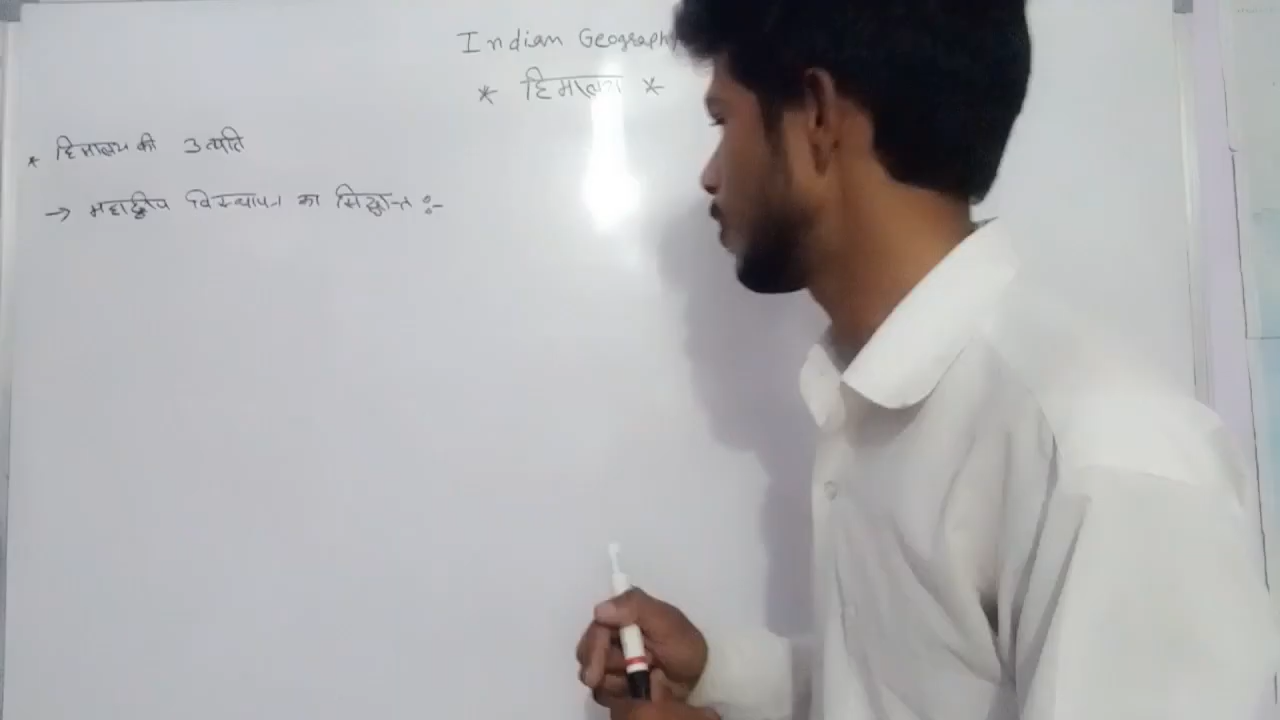 Indian Geography
* हिमालय *
* हिमालय की उत्पति
→ महाद्वीप विस्थापन का सिद्धान्त :-